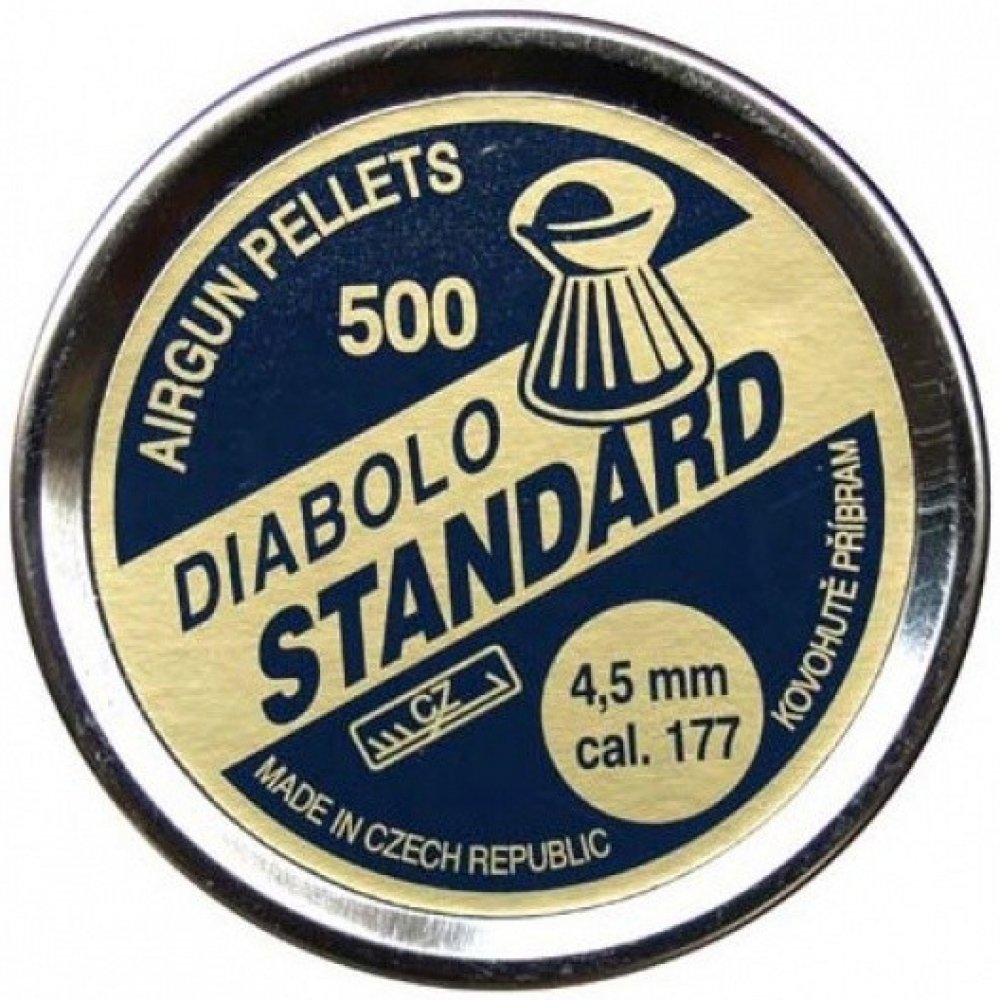 AIRGUN PELLETS
500
DIABOLO
STANDARD
CZ
4,5 mm
cal. 177
KOVOHUTĚ PŘÍBRAM
MADE IN CZECH REPUBLIC